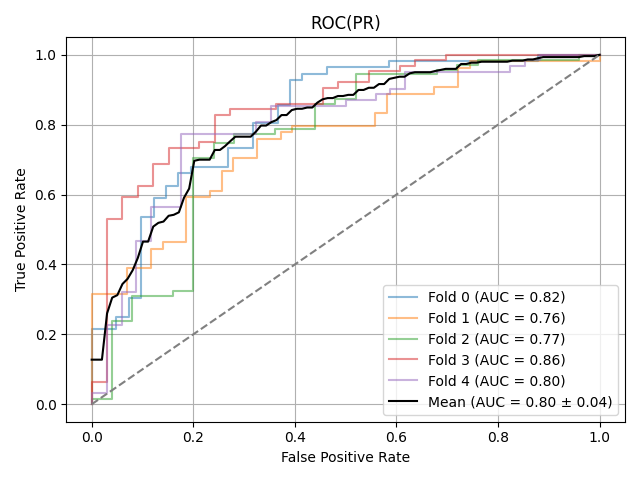 ROC(PR)
True Positive Rate
1.0
0.8
0.6
0.4
0.2
0.0
Fold 0 (AUC = 0.82)
Fold 1 (AUC = 0.76)
Fold 2 (AUC = 0.77)
Fold 3 (AUC = 0.86)
Fold 4 (AUC = 0.80)
Mean (AUC = 0.80 ± 0.04)
0.0 0.2 0.4 0.6 0.8 1.0
False Positive Rate